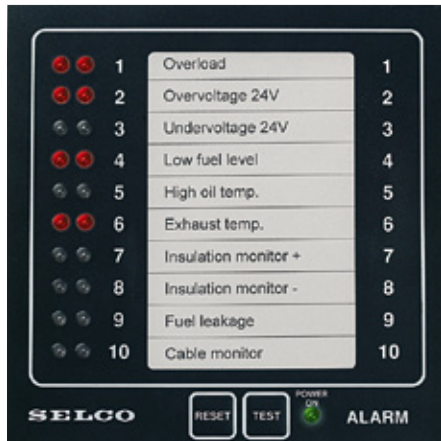 1 Overload 1
2 Overvoltage 24V 2
3 Undervoltage 24V 3
4 Low fuel level 4
5 High oil temp. 5
6 Exhaust temp. 6
7 Insulation monitor + 7
8 Insulation monitor - 8
9 Fuel leakage 9
10 Cable monitor 10
POWER
ON
SELCO RESET TEST ALARM